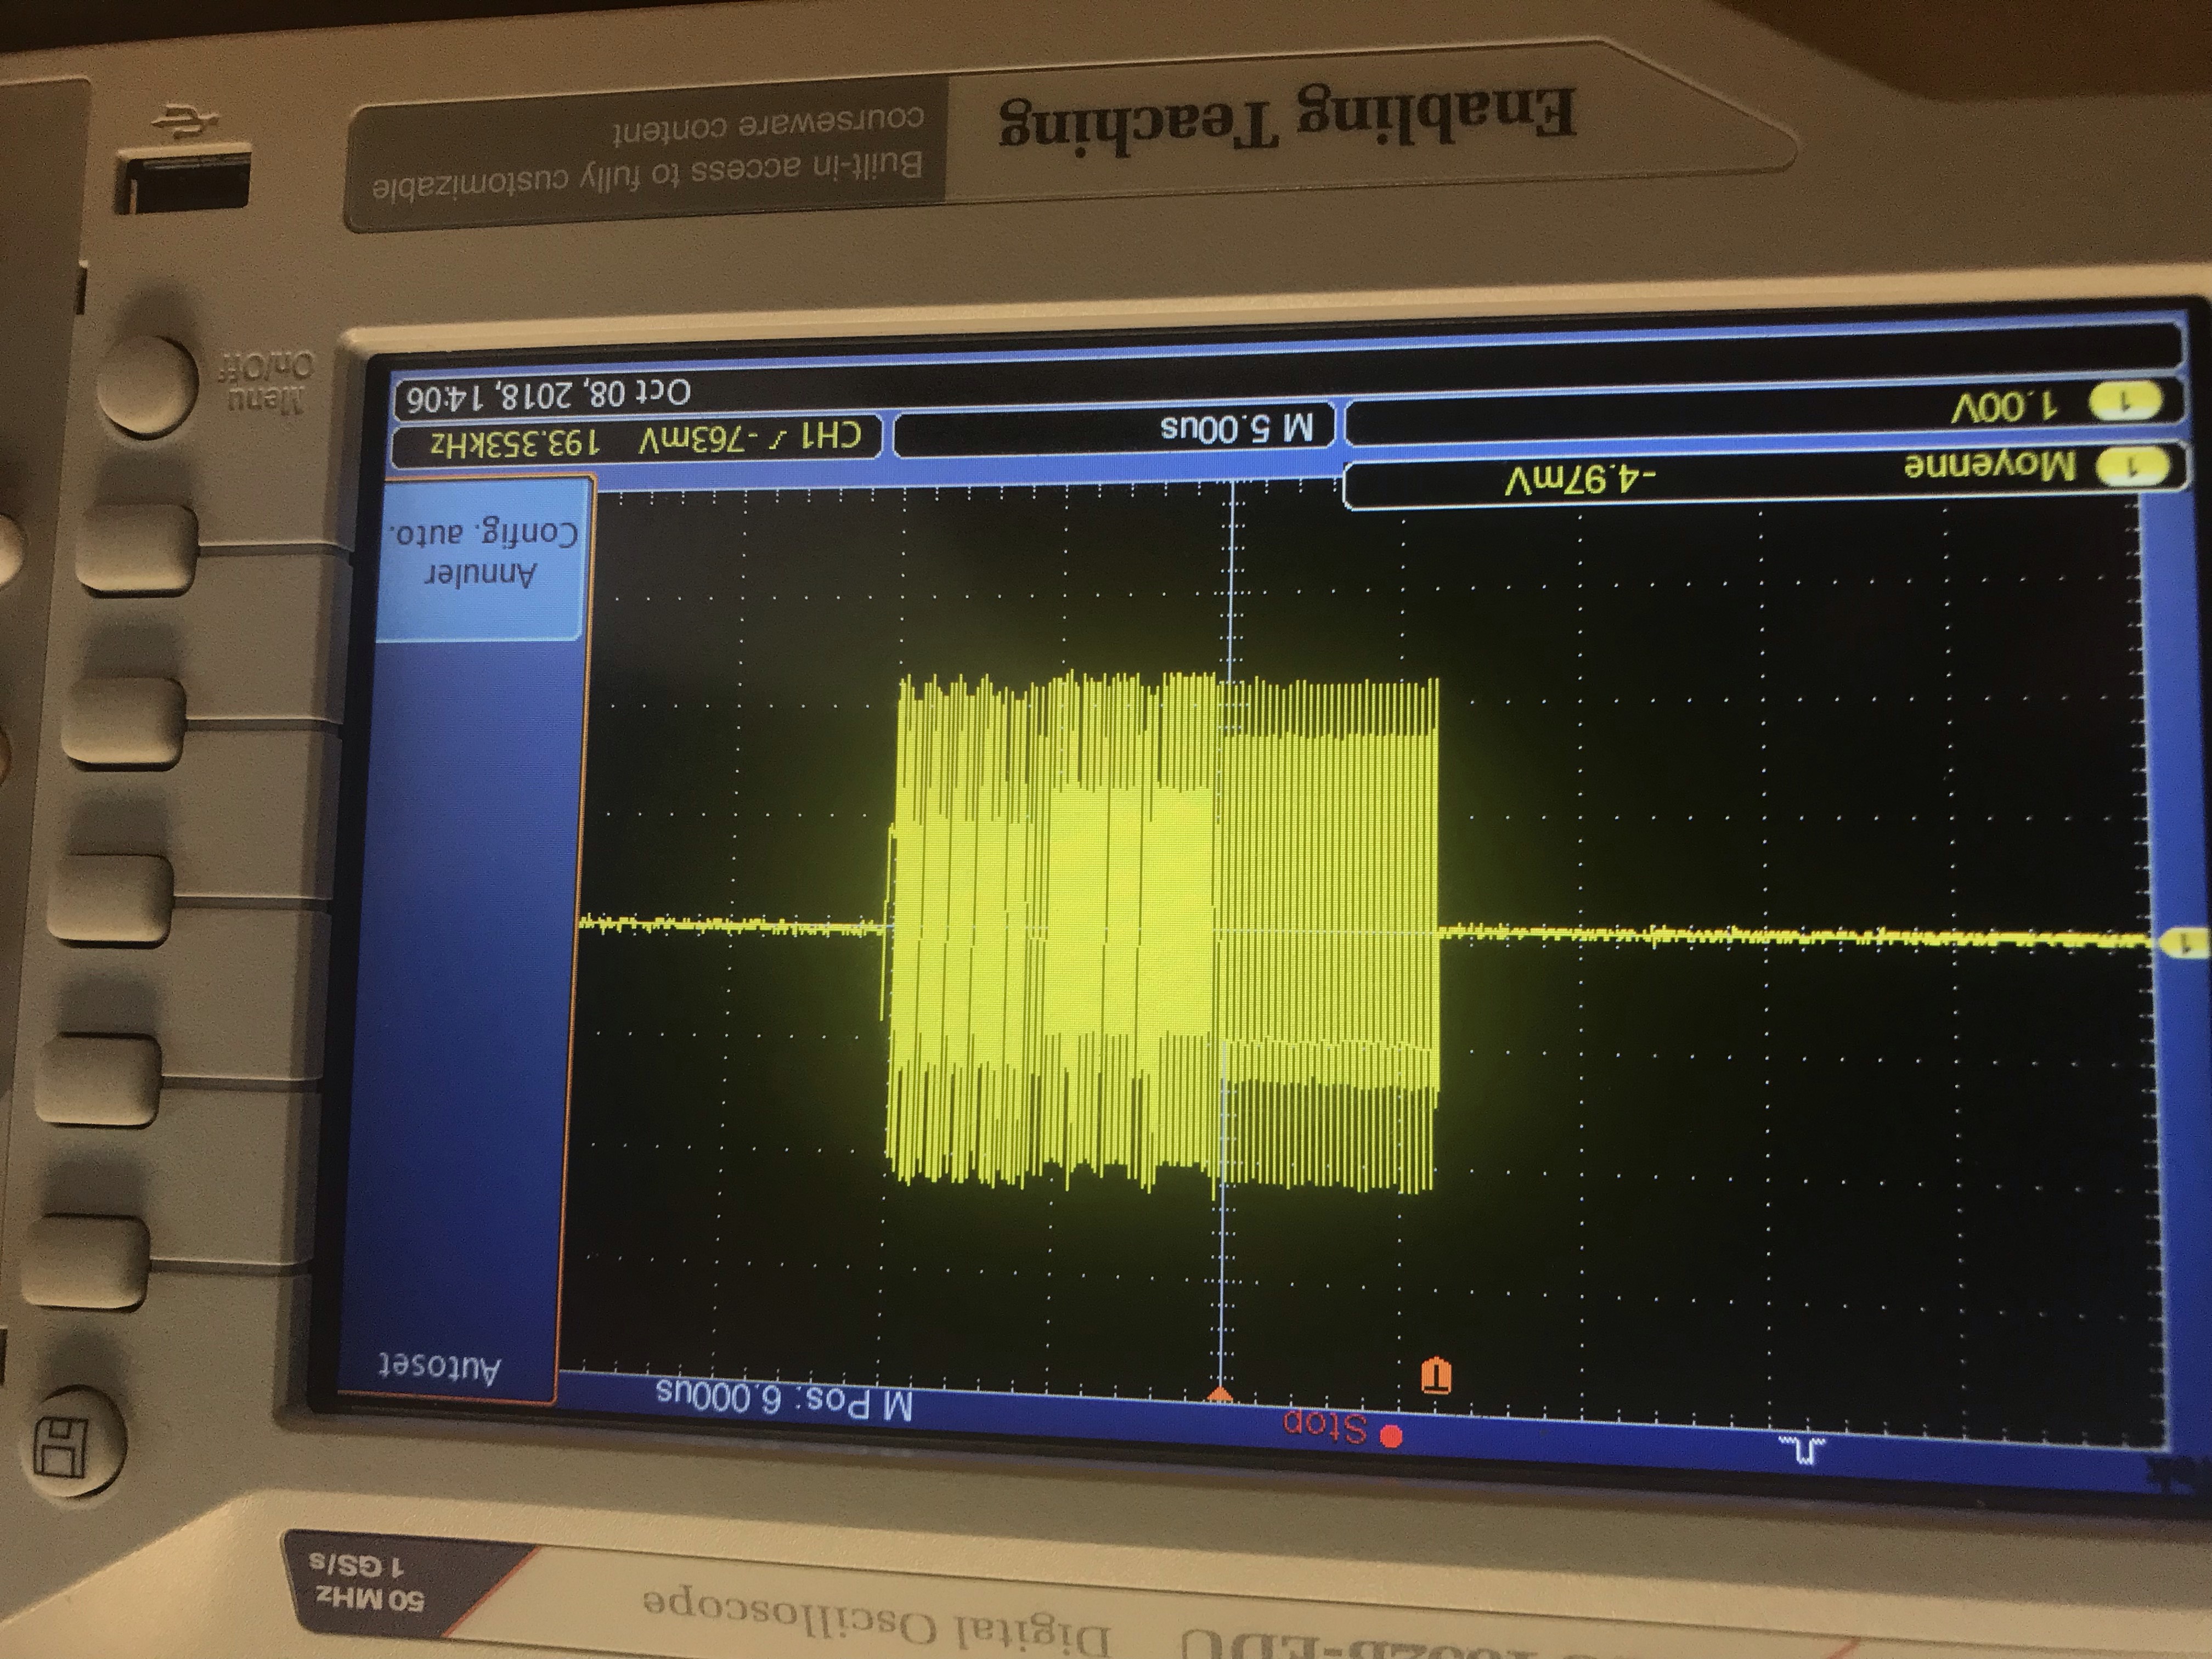 Digital Oscilloscope
50 MHz
1 GS/s
Stop
M Pos: 6.000us
Autoset
T
1
Annuler
Config. auto.
1 Moyenne -4.97mV
1 1.00V
M 5.00us
CH1 -763mV 193.353kHz
Oct 08, 2018, 14:06
Menu
On/Off
Enabling Teaching
Built-in access to fully customizable
courseware content